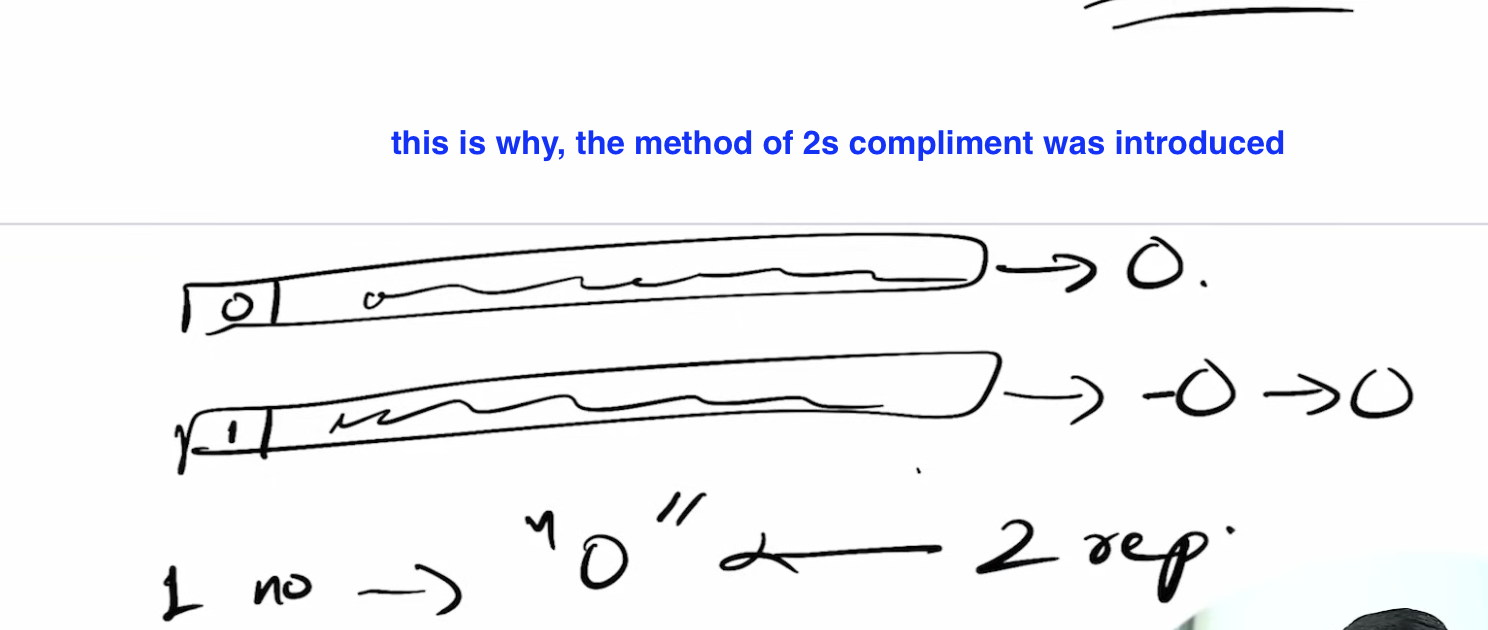 this is why, the method of 2s compliment was introduced
0 0 → 0.
1 → -0 → 0
1 no → "0" ← 2 rep.